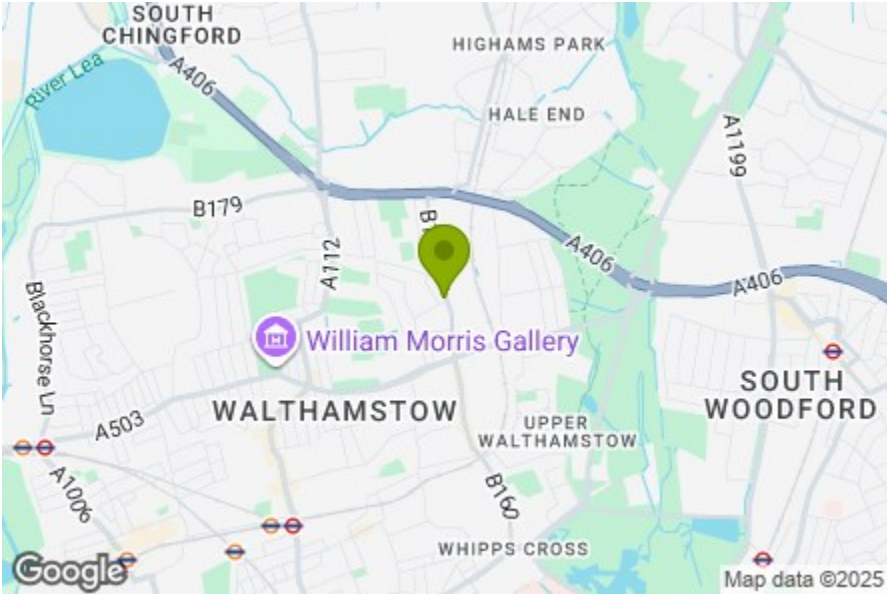 SOUTH
CHINGFORD
HIGHAMS PARK
River Lea
A406
HALE END
A1199
B179
A112
A406
A406
Blackhorse Ln
William Morris Gallery
SOUTH
WOODFORD
WALTHAMSTOW
A503
UPPER
WALTHAMSTOW
A1006
B160
WHIPPS CROSS
Google
Map data ©2025